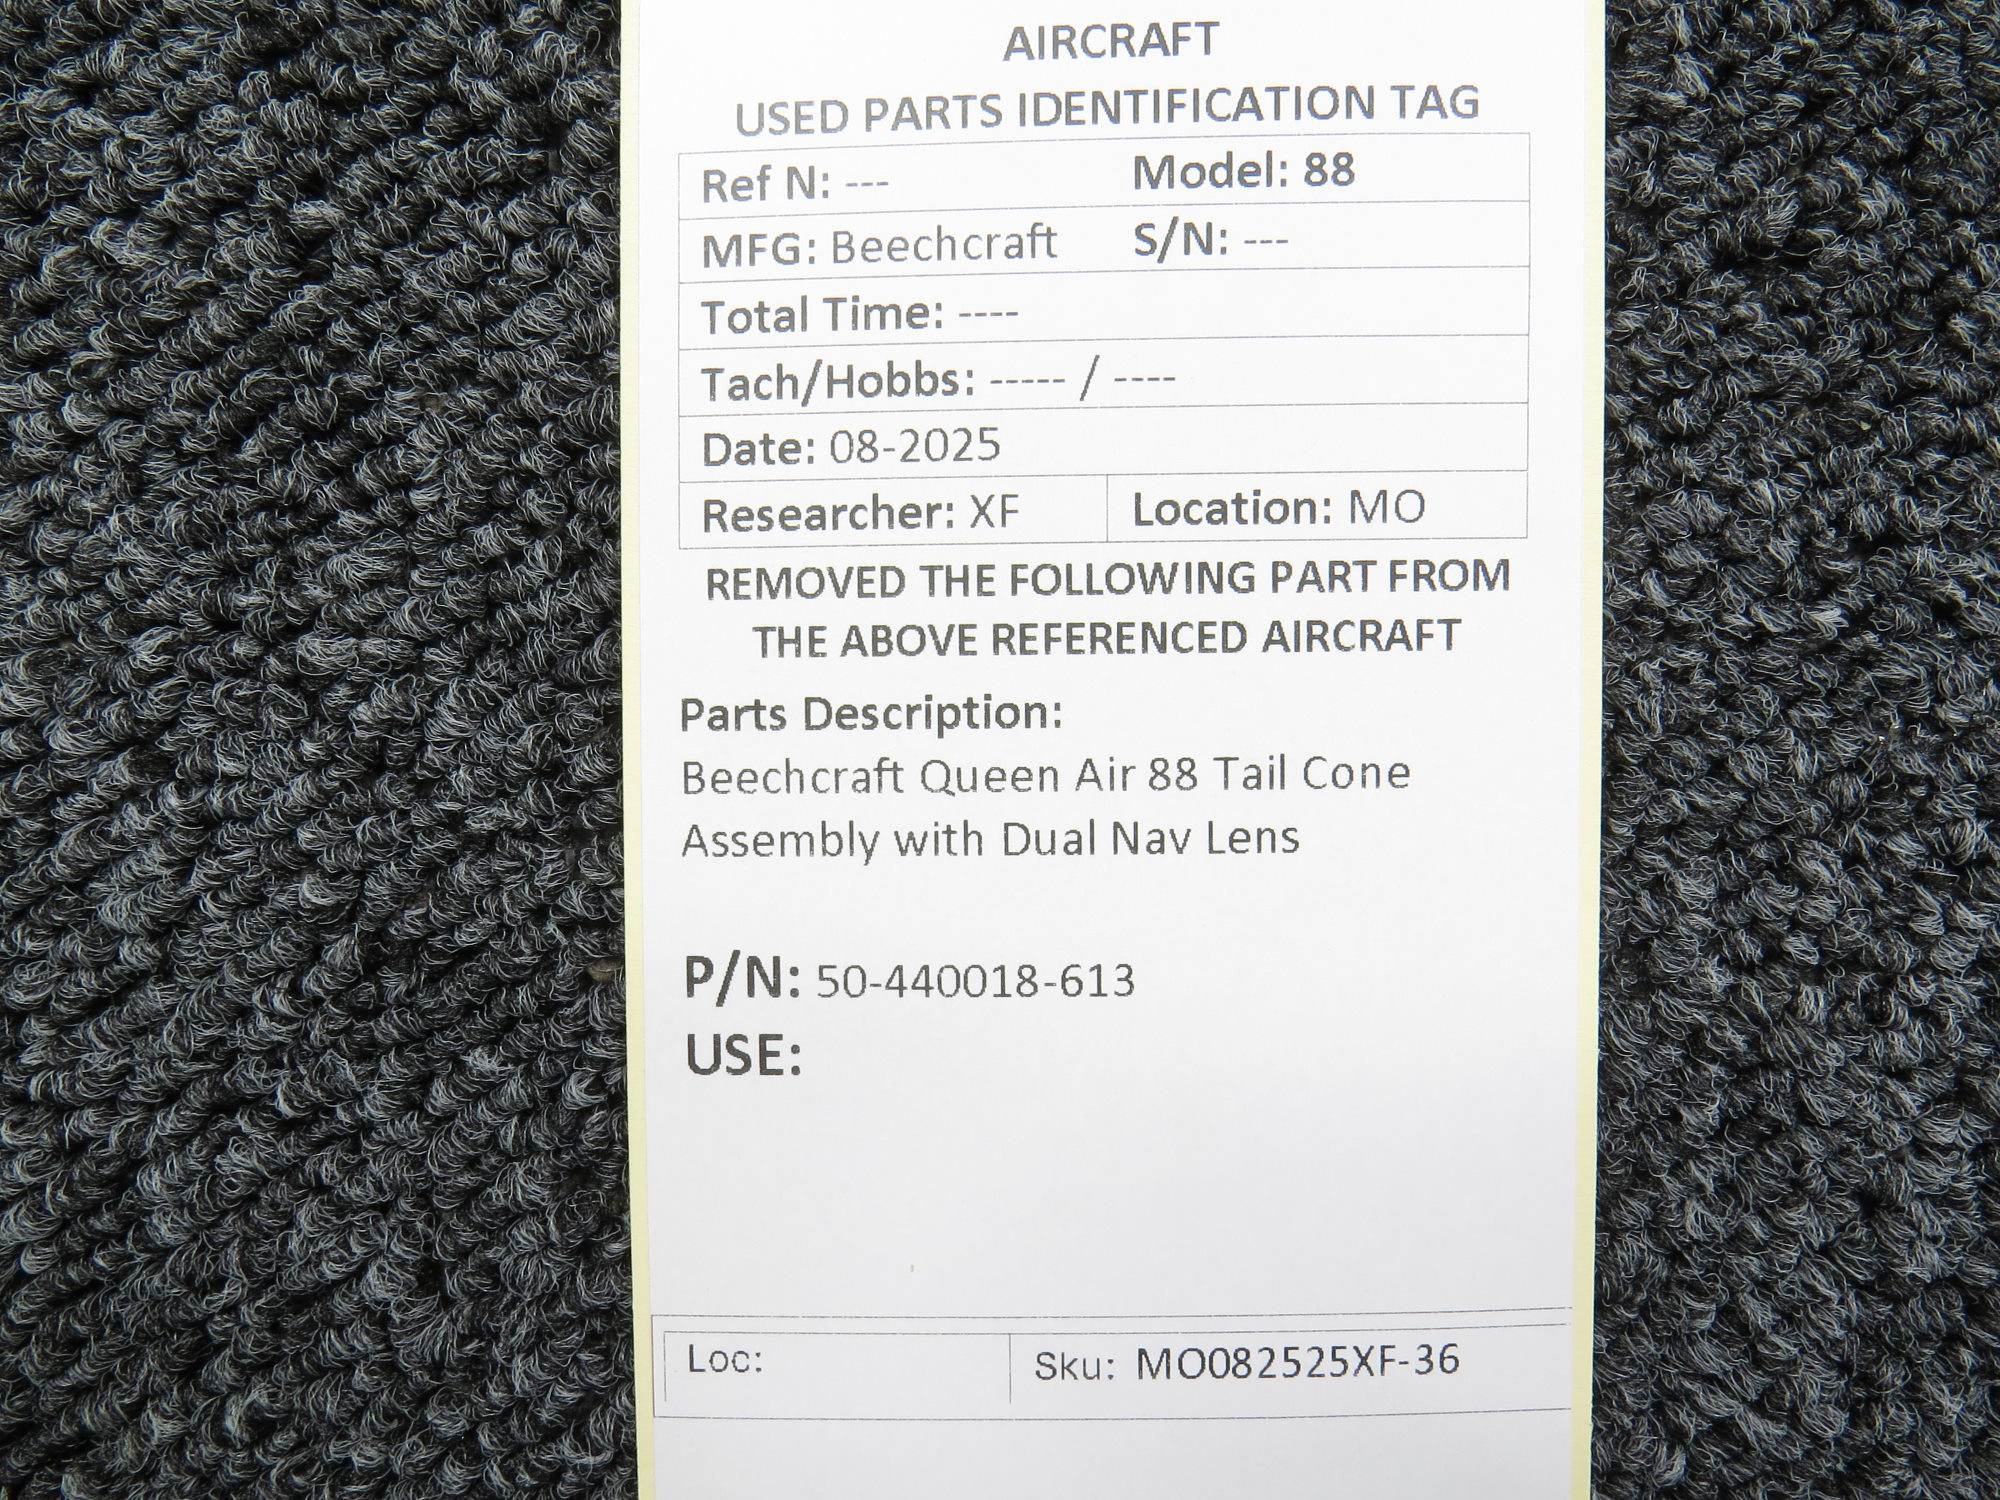 AIRCRAFT
USED PARTS IDENTIFICATION TAG
Ref N: --- Model: 88
MFG: Beechcraft S/N: ---
Total Time: ----
Tach/Hobbs: ----- / ----
Date: 08-2025
Researcher: XF Location: MO
REMOVED THE FOLLOWING PART FROM
THE ABOVE REFERENCED AIRCRAFT
Parts Description:
Beechcraft Queen Air 88 Tail Cone
Assembly with Dual Nav Lens
P/N: 50-440018-613
USE:
Loc: Sku: MO082525XF-36